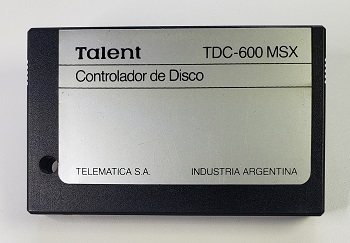 Talent TDC-600 MSX
Controlador de Disco
TELEMATICA S.A. INDUSTRIA ARGENTINA